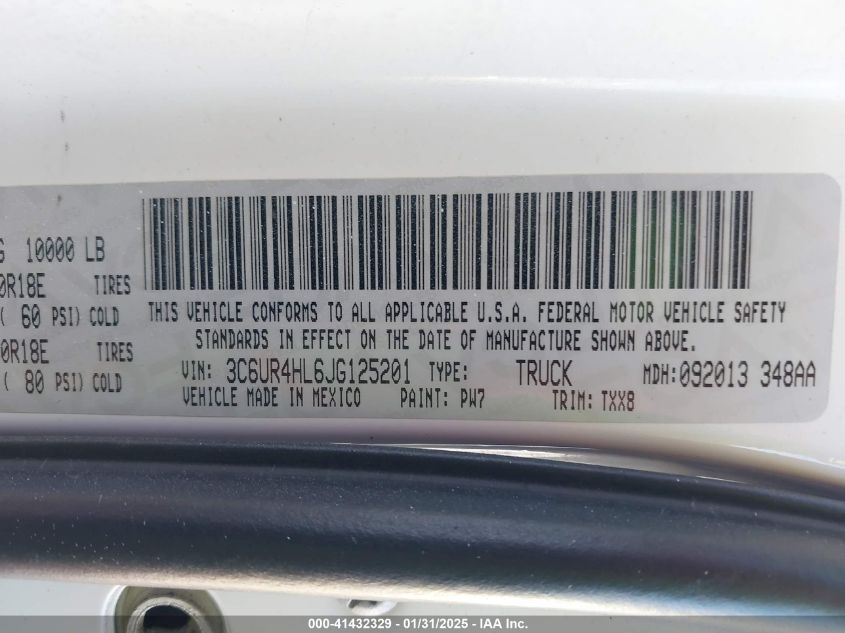 G 10000 LB
0R18E TIRES
( 60 PSI) COLD
0R18E TIRES
( 80 PSI) COLD
THIS VEHICLE CONFORMS TO ALL APPLICABLE U.S.A. FEDERAL MOTOR VEHICLE SAFETY
STANDARDS IN EFFECT ON THE DATE OF MANUFACTURE SHOWN ABOVE.
VIN: 3C6UR4HL6JG125201 TYPE: TRUCK MDH:092013 348AA
VEHICLE MADE IN MEXICO PAINT: PW7 TRIM: TXX8
000-41432329 - 01/31/2025 - IAA Inc.